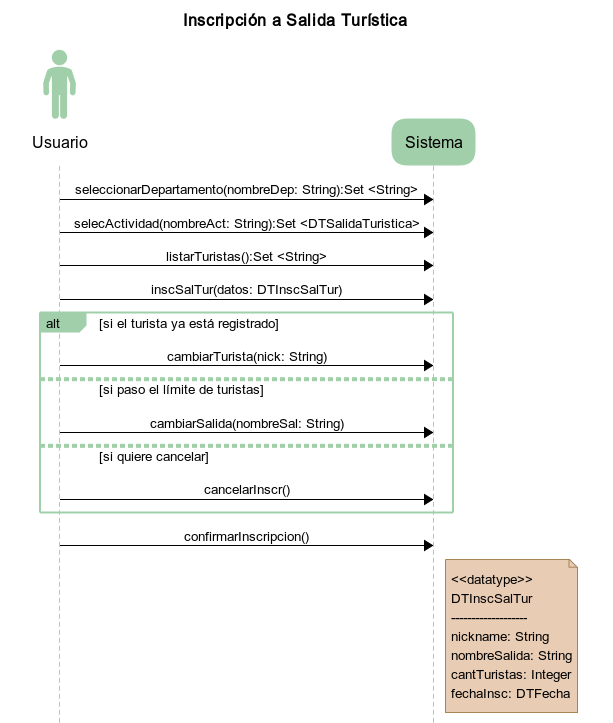 Inscripción a Salida Turística
Usuario
Sistema
seleccionarDepartamento(nombreDep: String):Set <String>
selecActividad(nombreAct: String):Set <DTSalidaTuristica>
listarTuristas():Set <String>
inscSalTur(datos: DTInscSalTur)
alt
[si el turista ya está registrado]
cambiarTurista(nick: String)
[si paso el límite de turistas]
cambiarSalida(nombreSal: String)
[si quiere cancelar]
cancelarInscr()
confirmarInscripcion()
<<datatype>>
DTInscSalTur
-------------------
nickname: String
nombreSalida: String
cantTuristas: Integer
fechaInsc: DTFecha